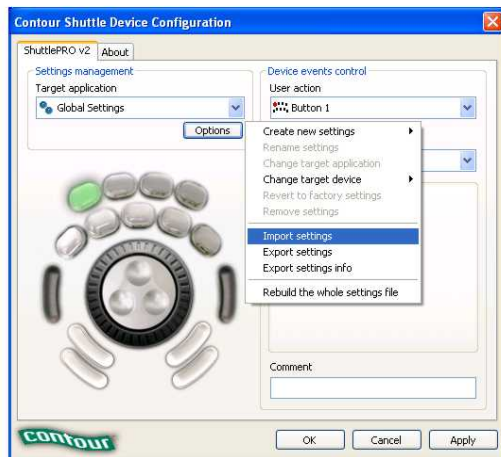 Contour Shuttle Device Configuration
ShuttlePRO v2
About
Settings management
Target application
Global Settings
Options
Device events control
User action
Button 1
Create new settings
Rename settings
Change target application
Change target device
Revert to factory settings
Remove settings
Import settings
Export settings
Export settings info
Rebuild the whole settings file
Comment
contour
OK
Cancel
Apply